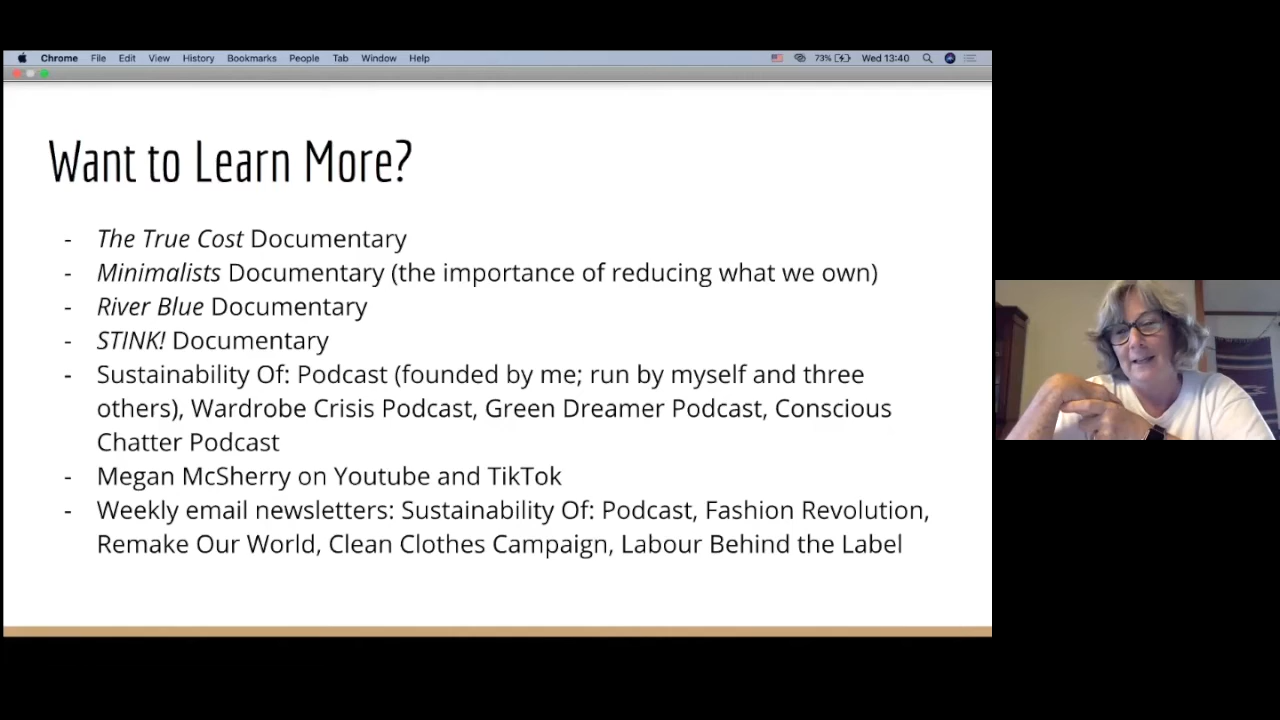 Chrome File Edit View History Bookmarks People Tab Window Help 73% Wed 13:40
Want to Learn More?
- The True Cost Documentary
- Minimalists Documentary (the importance of reducing what we own)
- River Blue Documentary
- STINK! Documentary
- Sustainability Of: Podcast (founded by me; run by myself and three
others), Wardrobe Crisis Podcast, Green Dreamer Podcast, Conscious
Chatter Podcast
- Megan McSherry on Youtube and TikTok
- Weekly email newsletters: Sustainability Of: Podcast, Fashion Revolution,
Remake Our World, Clean Clothes Campaign, Labour Behind the Label